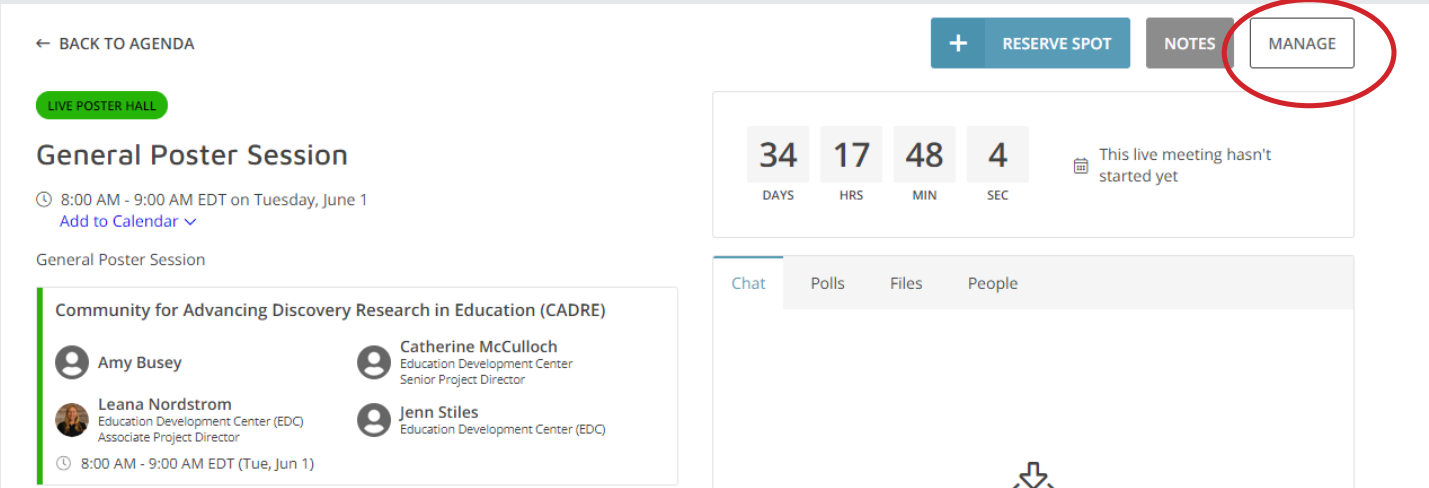 ← BACK TO AGENDA
+ RESERVE SPOT
NOTES
MANAGE
LIVE POSTER HALL
General Poster Session
8:00 AM - 9:00 AM EDT on Tuesday, June 1
Add to Calendar
General Poster Session
Community for Advancing Discovery Research in Education (CADRE)
Amy Busey
Catherine McCulloch
Education Development Center
Senior Project Director
Leana Nordstrom
Education Development Center (EDC)
Associate Project Director
Jenn Stiles
Education Development Center (EDC)
8:00 AM - 9:00 AM EDT (Tue, Jun 1)
34 17 48 4
DAYS HRS MIN SEC
This live meeting hasn't
started yet
Chat Polls Files People